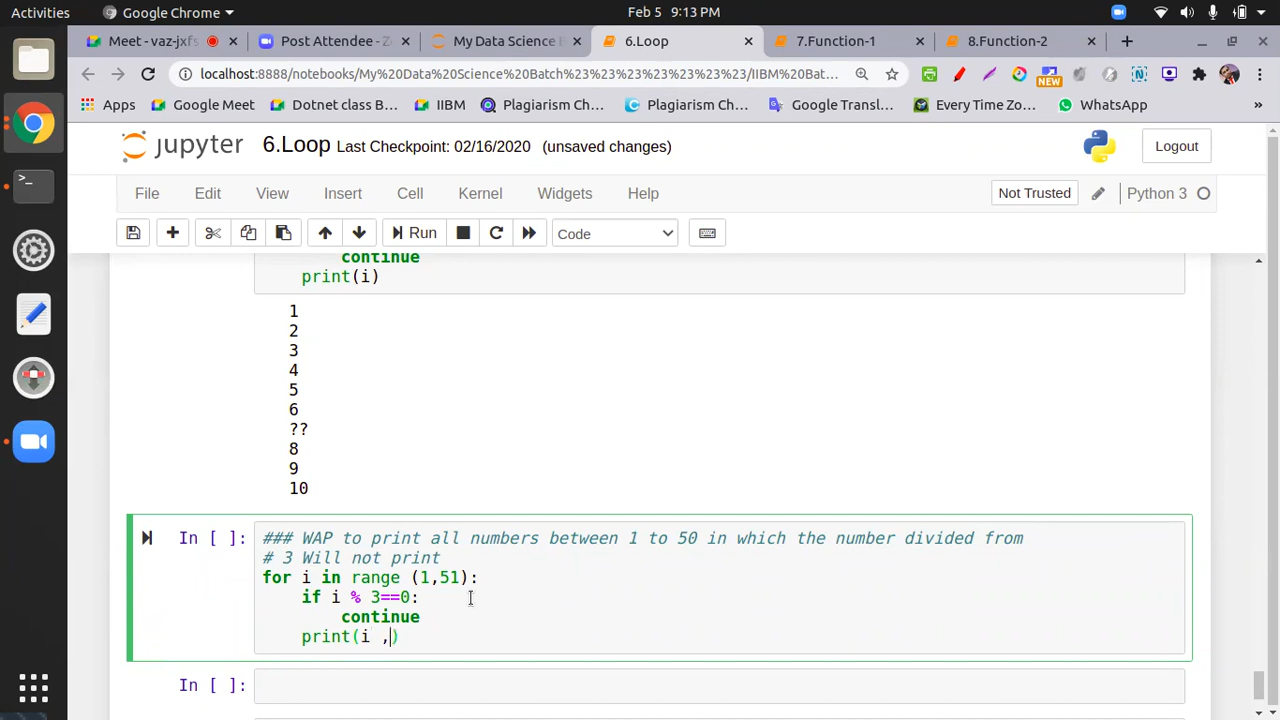 Activities Google Chrome Feb 5 9:13 PM
Meet - vaz-jxfs Post Attendee - Z My Data Science B 6.Loop 7.Function-1 8.Function-2
localhost:8888/notebooks/My%20Data%20Science%20Batch%23%23%23%23%23%23%23/IIBM%20Bat...
NEW
Apps Google Meet Dotnet class B... IIBM Plagiarism Ch... Plagiarism Ch... Google Transl... Every Time Zo... WhatsApp »
jupyter 6.Loop Last Checkpoint: 02/16/2020 (unsaved changes) Logout
File Edit View Insert Cell Kernel Widgets Help Not Trusted Python 3
Run Code
continue
print(i)
1
2
3
4
5
6
??
8
9
10
In [ ]: ### WAP to print all numbers between 1 to 50 in which the number divided from
# 3 Will not print
for i in range (1,51):
if i % 3==0:
continue
print(i ,)
In [ ]: